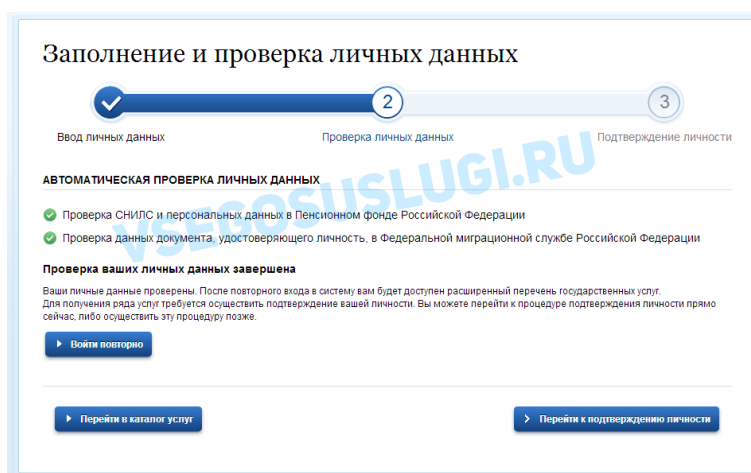 Заполнение и проверка личных данных
2
3
Ввод личных данных
Проверка личных данных
Подтверждение личности
VSEGOSUSLUGI.RU
АВТОМАТИЧЕСКАЯ ПРОВЕРКА ЛИЧНЫХ ДАННЫХ
Проверка СНИЛС и персональных данных в Пенсионном фонде Российской Федерации
Проверка данных документа, удостоверяющего личность, в Федеральной миграционной службе Российской Федерации
Проверка ваших личных данных завершена
Ваши личные данные проверены. После повторного входа в систему вам будет доступен расширенный перечень государственных услуг.
Для получения ряда услуг требуется осуществить подтверждение вашей личности. Вы можете перейти к процедуре подтверждения личности прямо
сейчас, либо осуществить эту процедуру позже.
Войти повторно
Перейти в каталог услуг
Перейти к подтверждению личности